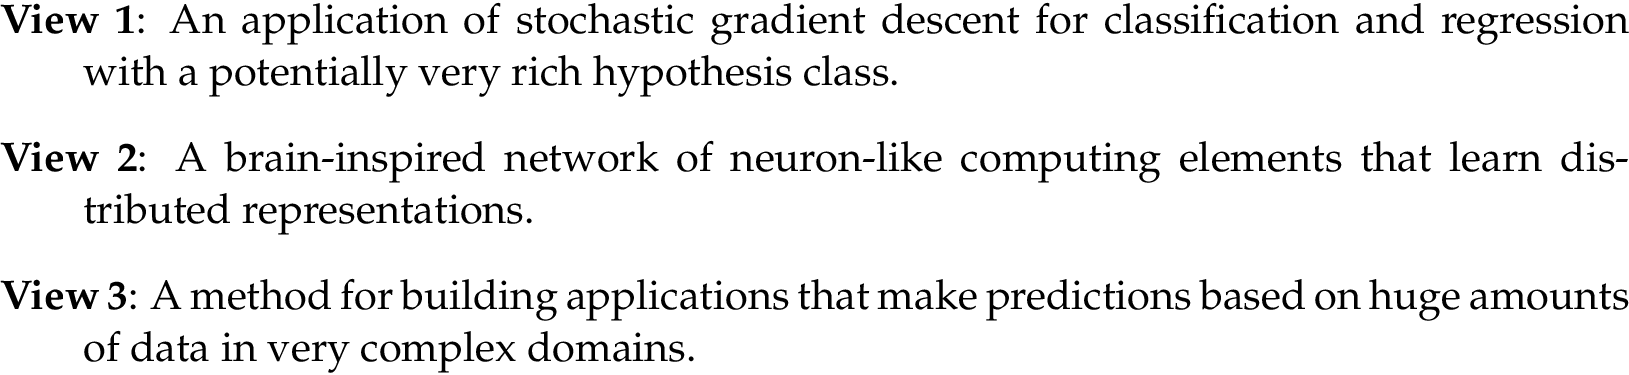 View 1: An application of stochastic gradient descent for classification and regression
with a potentially very rich hypothesis class.
View 2: A brain-inspired network of neuron-like computing elements that learn dis-
tributed representations.
View 3: A method for building applications that make predictions based on huge amounts
of data in very complex domains.